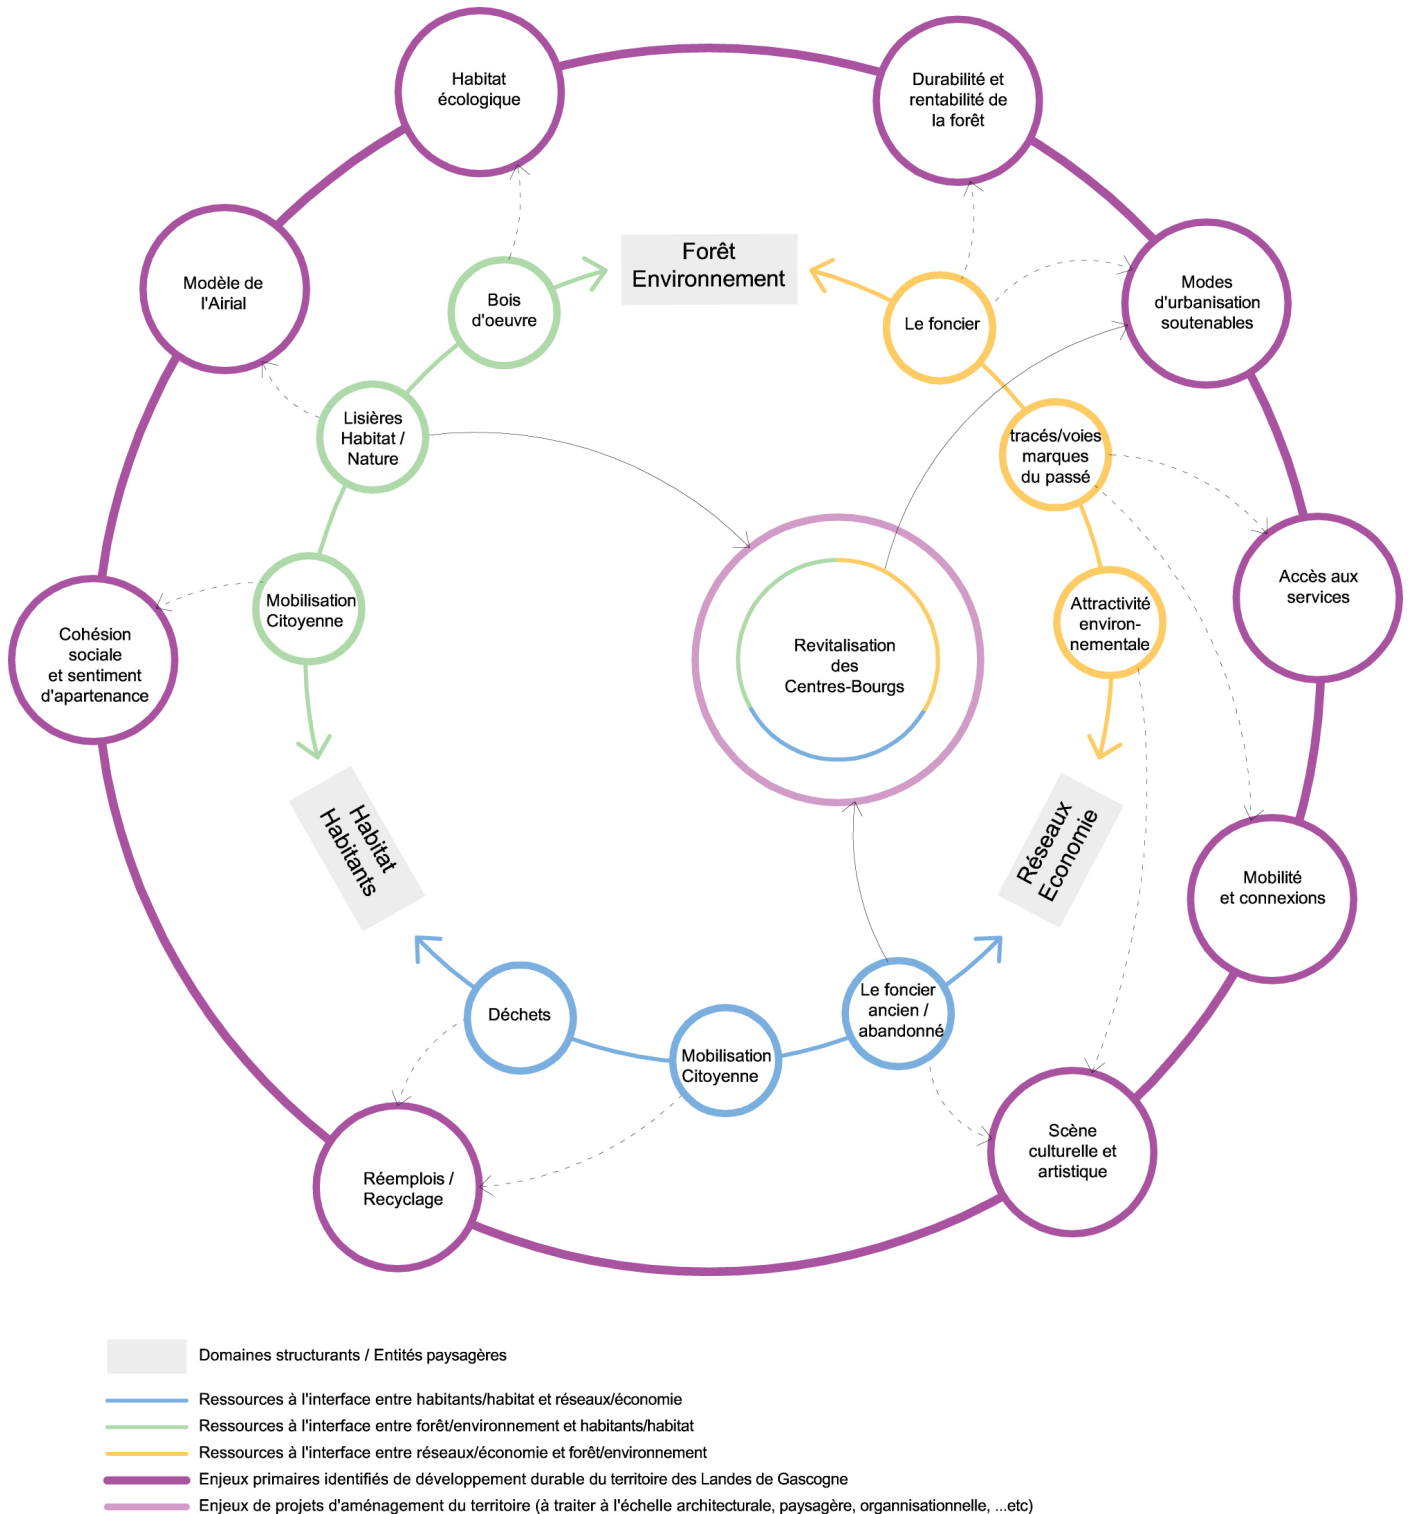 Habitat
écologique
Durabilité et
rentabilité de
la forêt
Modèle de
l'Airial
Bois
d'oeuvre
Forêt
Environnement
Le foncier
Modes
d'urbanisation
soutenables
Lisières
Habitat /
Nature
tracés/voies
marques
du passé
Mobilisation
Citoyenne
Attractivité
environ-
nementale
Accès aux
services
Cohésion
sociale
et sentiment
d'apartenance
Revitalisation
des
Centres-Bourgs
Habitat
Habitants
Réseaux
Economie
Mobilité
et connexions
Déchets
Mobilisation
Citoyenne
Le foncier
ancien /
abandonné
Réemplois /
Recyclage
Scène
culturelle et
artistique
Domaines structurants / Entités paysagères
Ressources à l'interface entre habitants/habitat et réseaux/économie
Ressources à l'interface entre forêt/environnement et habitants/habitat
Ressources à l'interface entre réseaux/économie et forêt/environnement
Enjeux primaires identifiés de développement durable du territoire des Landes de Gascogne
Enjeux de projets d'aménagement du territoire (à traiter à l'échelle architecturale, paysagère, organnisationnelle, ...etc)